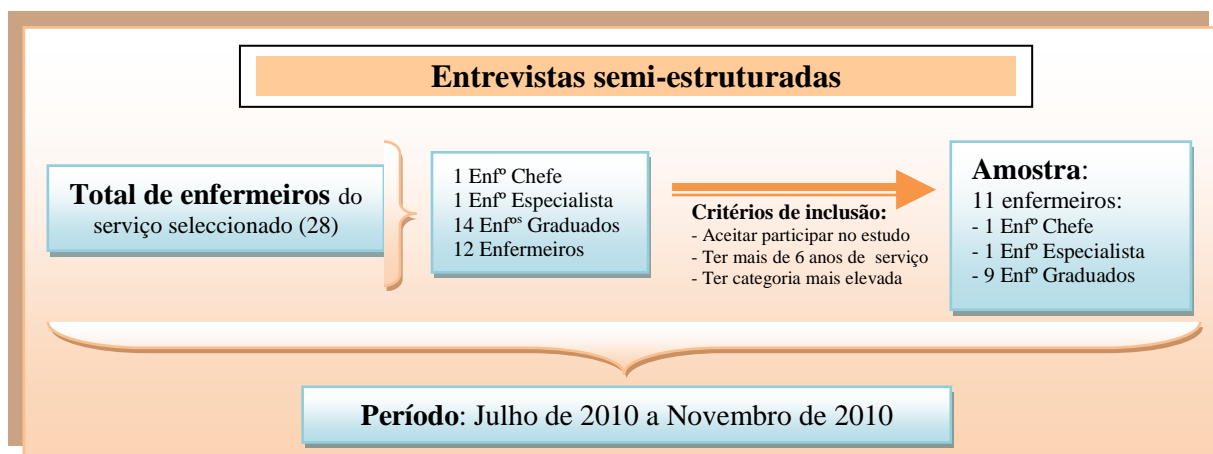 Entrevistas semi-estruturadas
Total de enfermeiros do
serviço seleccionado (28)
1 Enfº Chefe
1 Enfº Especialista
14 Enfºs Graduados
12 Enfermeiros
Critérios de inclusão:
- Aceitar participar no estudo
- Ter mais de 6 anos de serviço
- Ter categoria mais elevada
Amostra:
11 enfermeiros:
- 1 Enfº Chefe
- 1 Enfº Especialista
- 9 Enfº Graduados
Período: Julho de 2010 a Novembro de 2010